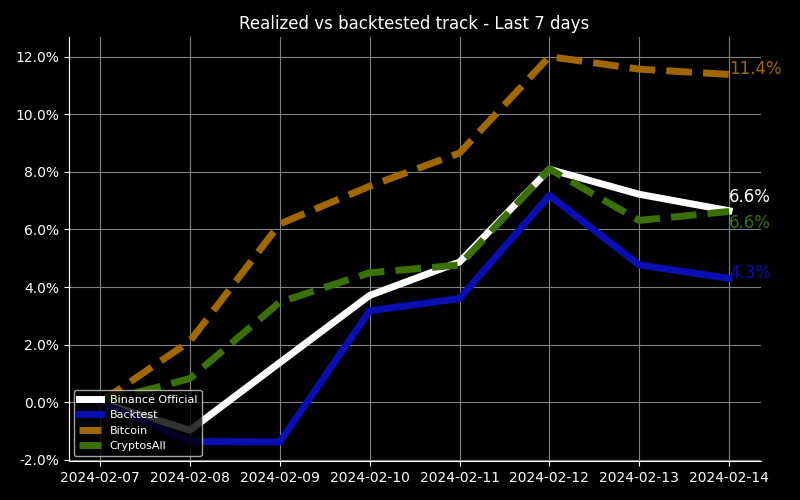 Realized vs backtested track - Last 7 days
12.0%
10.0%
8.0%
6.0%
4.0%
2.0%
0.0%
-2.0%
11.4%
6.6%
6.6%
4.3%
Binance Official
Backtest
Bitcoin
CryptosAll
2024-02-07 2024-02-08 2024-02-09 2024-02-10 2024-02-11 2024-02-12 2024-02-13 2024-02-14